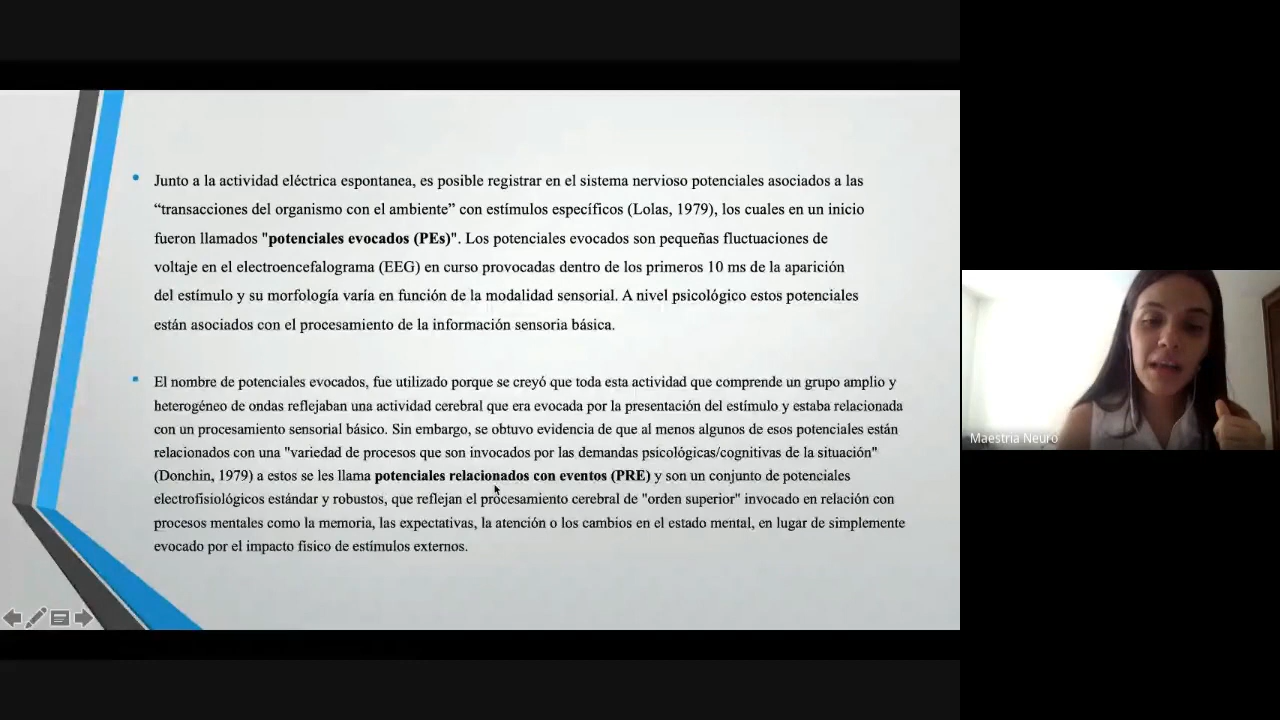 Junto a la actividad eléctrica espontanea, es posible registrar en el sistema nervioso potenciales asociados a las
“transacciones del organismo con el ambiente” con estímulos específicos (Lolas, 1979), los cuales en un inicio
fueron llamados "potenciales evocados (PEs)". Los potenciales evocados son pequeñas fluctuaciones de
voltaje en el electroencefalograma (EEG) en curso provocadas dentro de los primeros 10 ms de la aparición
del estímulo y su morfología varía en función de la modalidad sensorial. A nivel psicológico estos potenciales
están asociados con el procesamiento de la información sensoria básica.
El nombre de potenciales evocados, fue utilizado porque se creyó que toda esta actividad que comprende un grupo amplio y
heterogéneo de ondas reflejaban una actividad cerebral que era evocada por la presentación del estímulo y estaba relacionada
con un procesamiento sensorial básico. Sin embargo, se obtuvo evidencia de que al menos algunos de esos potenciales están
relacionados con una "variedad de procesos que son invocados por las demandas psicológicas/cognitivas de la situación"
(Donchin, 1979) a estos se les llama potenciales relacionados con eventos (PRE) y son un conjunto de potenciales
electrofisiológicos estándar y robustos, que reflejan el procesamiento cerebral de "orden superior" invocado en relación con
procesos mentales como la memoria, las expectativas, la atención o los cambios en el estado mental, en lugar de simplemente
evocado por el impacto fisico de estímulos externos.
Maestria Neuro